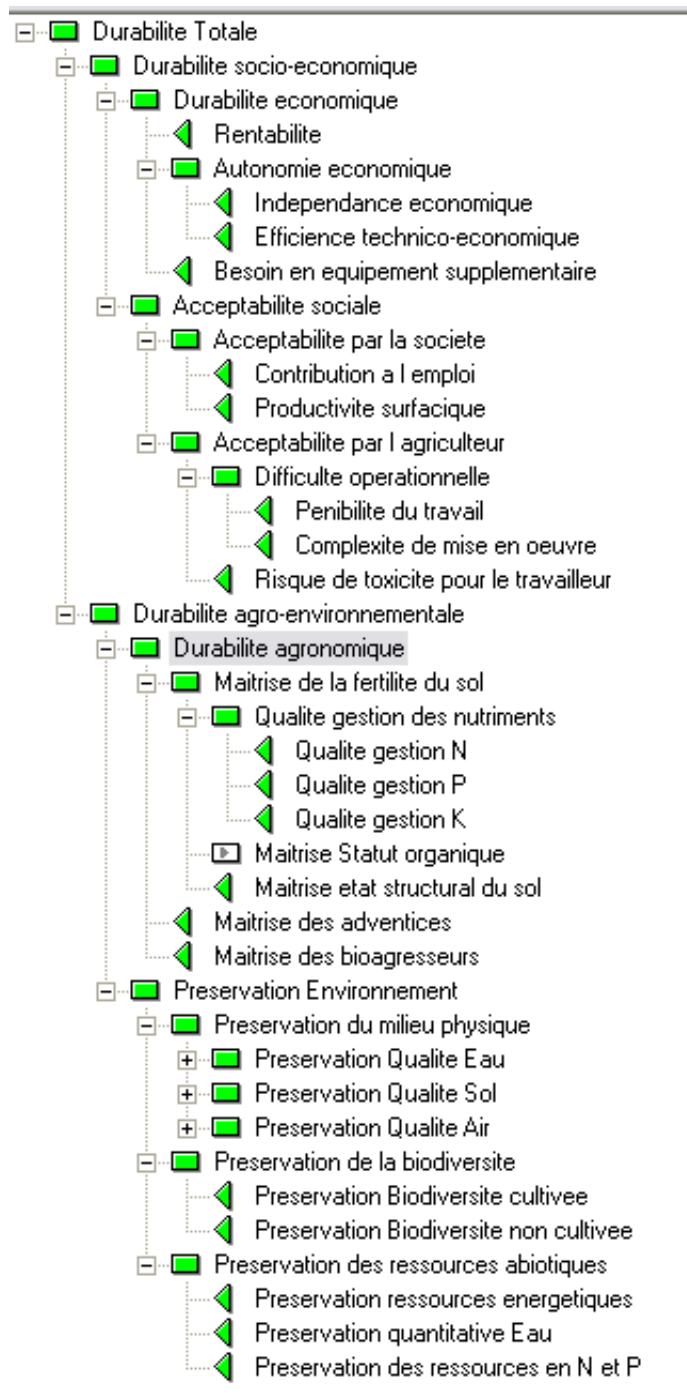 Durabilite Totale
Durabilite socio-economique
Durabilite economique
Rentabilite
Autonomie economique
Independance economique
Efficience technico-economique
Besoin en equipement supplementaire
Acceptabilite sociale
Acceptabilite par la societe
Contribution a l emploi
Productivite surfacique
Acceptabilite par l agriculteur
Difficulte operationnelle
Penibilite du travail
Complexite de mise en oeuvre
Risque de toxicite pour le travailleur
Durabilite agro-environnementale
Durabilite agronomique
Maitrise de la fertilite du sol
Qualite gestion des nutriments
Qualite gestion N
Qualite gestion P
Qualite gestion K
Maitrise Statut organique
Maitrise etat structural du sol
Maitrise des adventices
Maitrise des bioagresseurs
Preservation Environnement
Preservation du milieu physique
Preservation Qualite Eau
Preservation Qualite Sol
Preservation Qualite Air
Preservation de la biodiversite
Preservation Biodiversite cultivee
Preservation Biodiversite non cultivee
Preservation des ressources abiotiques
Preservation ressources energetiques
Preservation quantitative Eau
Preservation des ressources en N et P